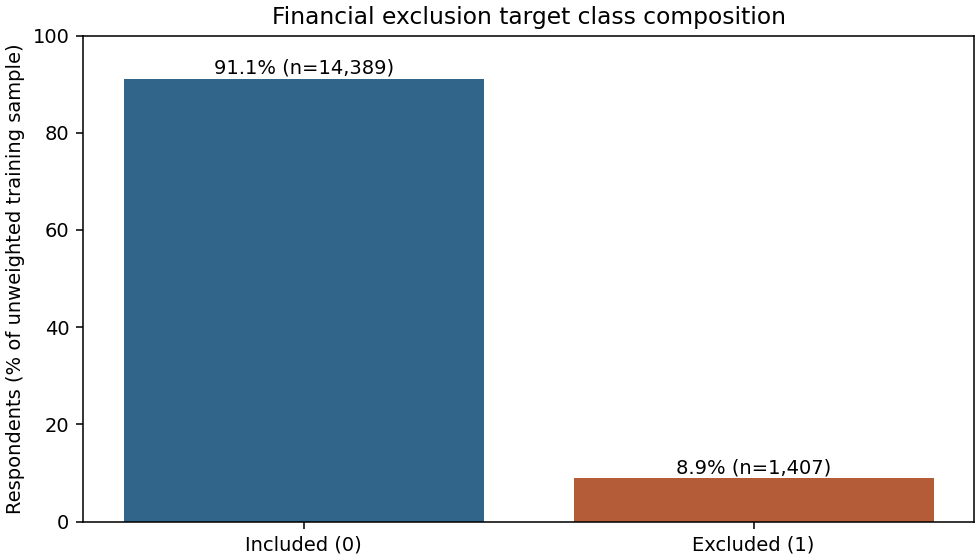 Financial exclusion target class composition
Respondents (% of unweighted training sample)
100
80
60
40
20
0
91.1% (n=14,389)
8.9% (n=1,407)
Included (0)
Excluded (1)